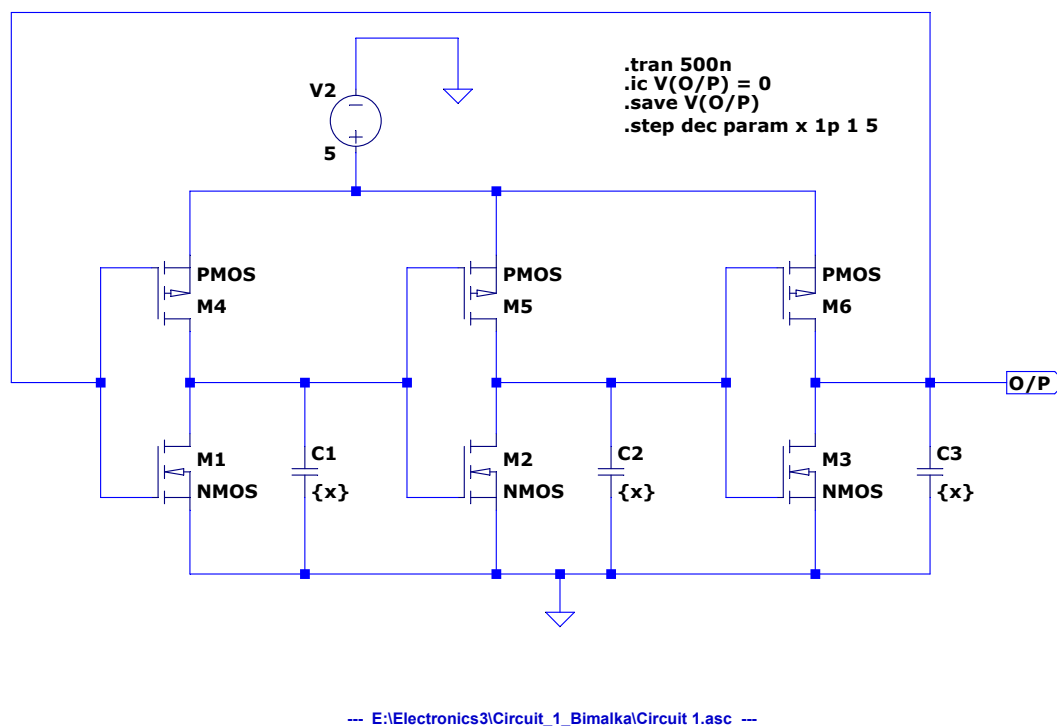 .tran 500n
.ic V(O/P) = 0
.save V(O/P)
.step dec param x 1p 1 5
V2
5
PMOS
M4
PMOS
M5
PMOS
M6
O/P
M1
NMOS
C1
{x}
M2
NMOS
C2
{x}
M3
NMOS
C3
{x}
--- E:\Electronics3\Circuit_1_Bimalka\Circuit 1.asc ---